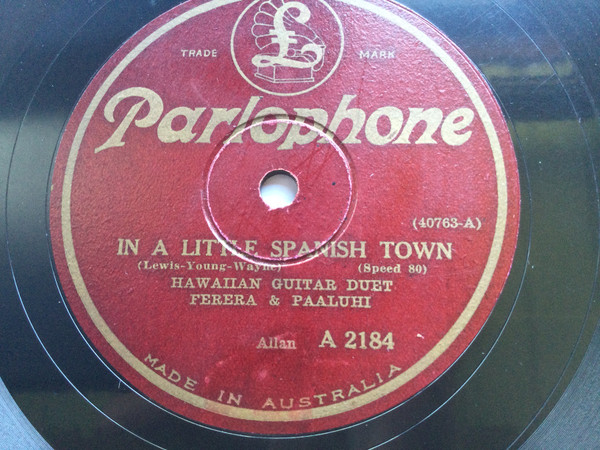 £
TRADE MARK
Parlophone
(40763-A)
IN A LITTLE SPANISH TOWN
(Lewis-Young-Wayne) (Speed 80)
HAWAIIAN GUITAR DUET
FERERA & PAALUHI
Allan A 2184
MADE IN AUSTRALIA